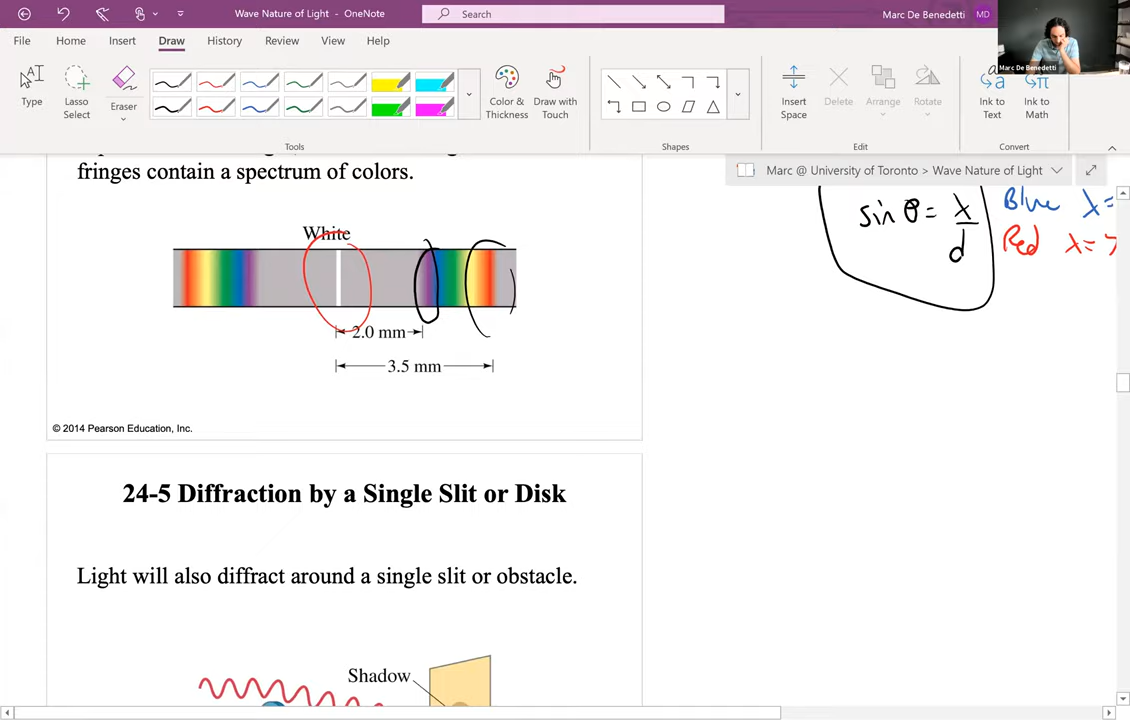 Wave Nature of Light - OneNote
Search
Marc De Benedetti
MD
File
Home
Insert
Draw
History
Review
View
Help
Marc De Benedetti
Type
Lasso Select
Eraser
Color & Thickness
Draw with Touch
Insert Space
Delete
Arrange
Rotate
Ink to Text
Ink to Math
Tools
Shapes
Edit
Convert
fringes contain a spectrum of colors.
Marc @ University of Toronto > Wave Nature of Light
sin θ = λ/d
Blue λ=
Red λ=
White
2.0 mm
3.5 mm
© 2014 Pearson Education, Inc.
24-5 Diffraction by a Single Slit or Disk
Light will also diffract around a single slit or obstacle.
Shadow